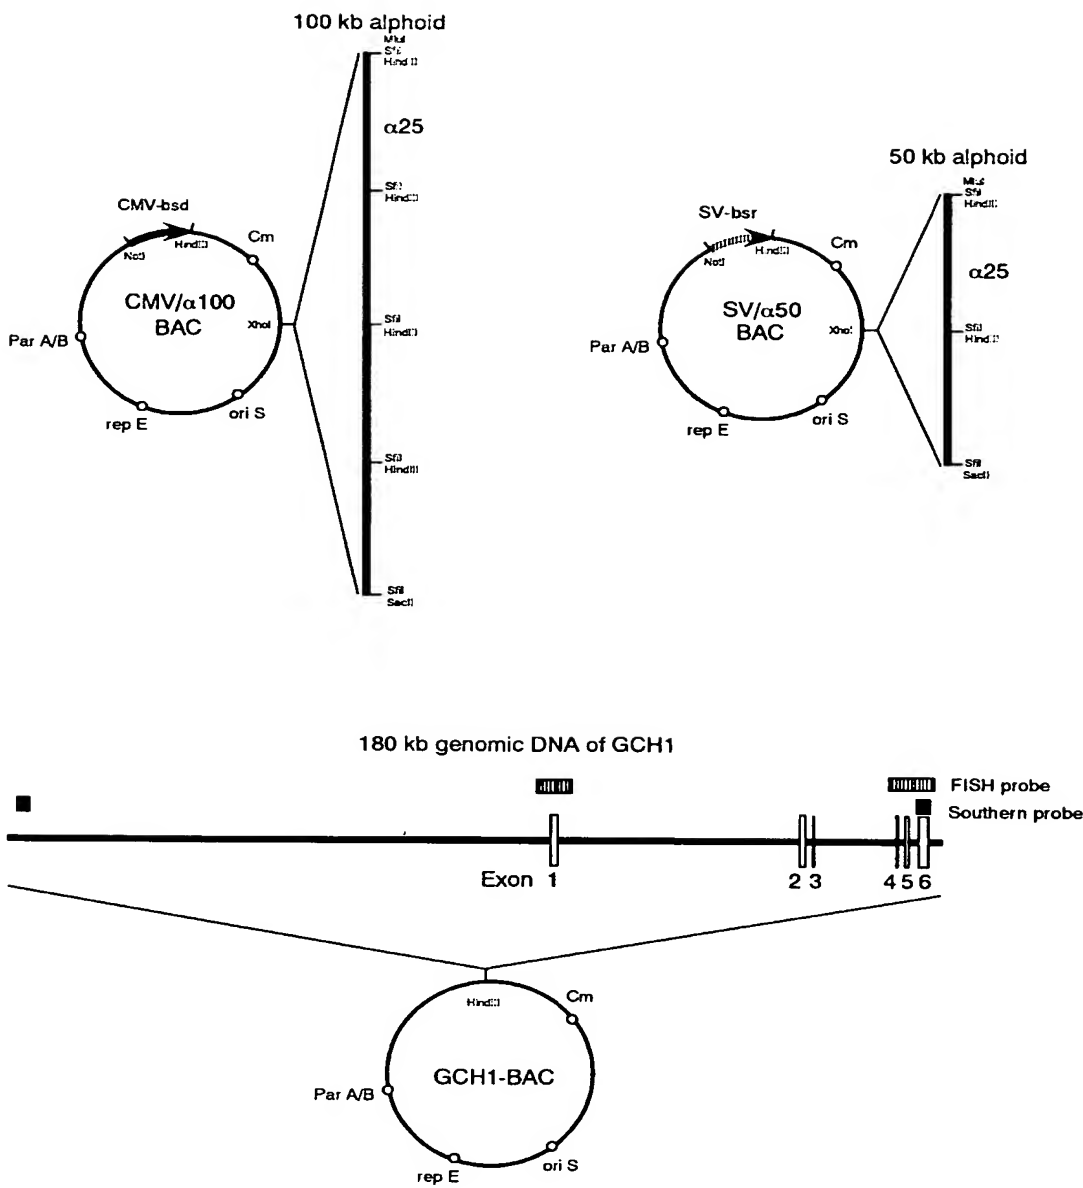 100 kb alphoid
MluI
SfiI
HindIII
α25
SfiI
HindIII
SfiI
HindIII
SfiI
HindIII
SfiI
SacII
CMV-bsd
NotI
HindIII
Cm
CMV/α100
BAC
XhoI
Par A/B
rep E
ori S
50 kb alphoid
MluI
SfiI
HindIII
α25
SfiI
HindIII
SfiI
SacII
SV-bsr
NotI
HindIII
Cm
SV/α50
BAC
XhoI
Par A/B
rep E
ori S
180 kb genomic DNA of GCH1
FISH probe
Southern probe
Exon 1 2 3 4 5 6
HindIII
Cm
GCH1-BAC
Par A/B
rep E
ori S